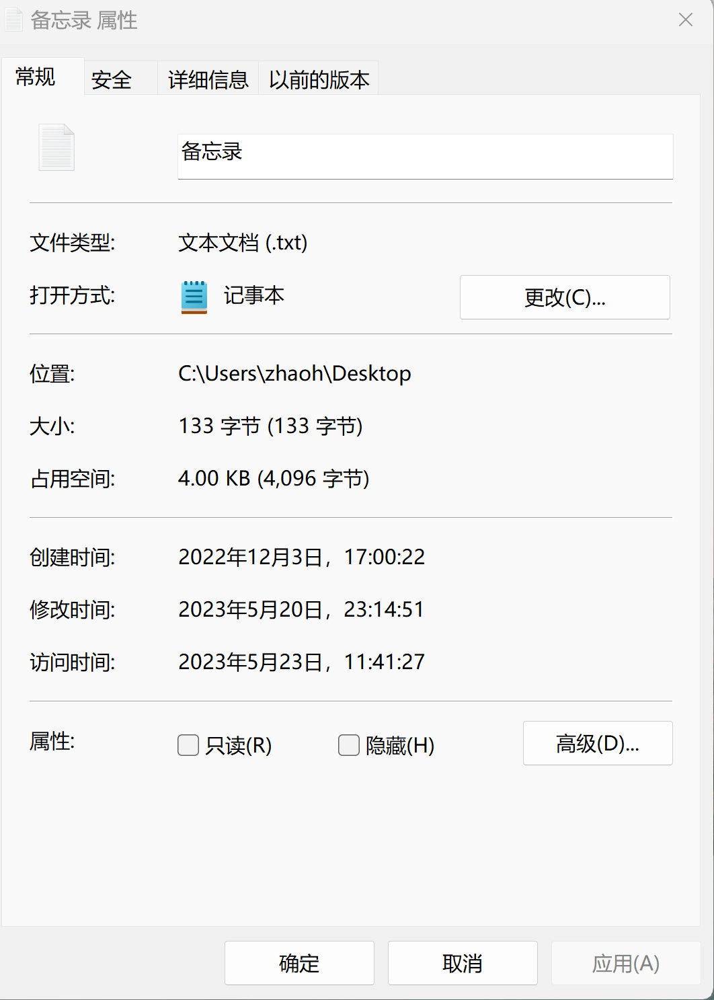 备忘录 属性
常规 安全 详细信息 以前的版本
备忘录
文件类型: 文本文档 (.txt)
打开方式: 记事本 更改(C)...
位置: C:\Users\zhaoh\Desktop
大小: 133 字节 (133 字节)
占用空间: 4.00 KB (4,096 字节)
创建时间: 2022年12月3日，17:00:22
修改时间: 2023年5月20日，23:14:51
访问时间: 2023年5月23日，11:41:27
属性: 只读(R) 隐藏(H) 高级(D)...
确定 取消 应用(A)